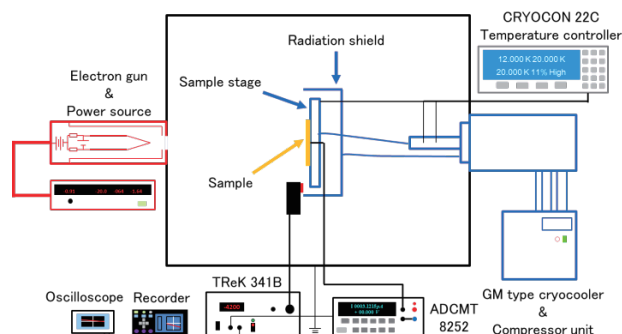 CRYOCON 22C
Temperature controller
Radiation shield
12.000 K 20.000 K
20.000 K 11% High
Electron gun
&
Power source
Sample stage
Sample
TReK 341B
-4200
Oscilloscope
Recorder
ADCMT
8252
GM type cryocooler
&
Compressor unit